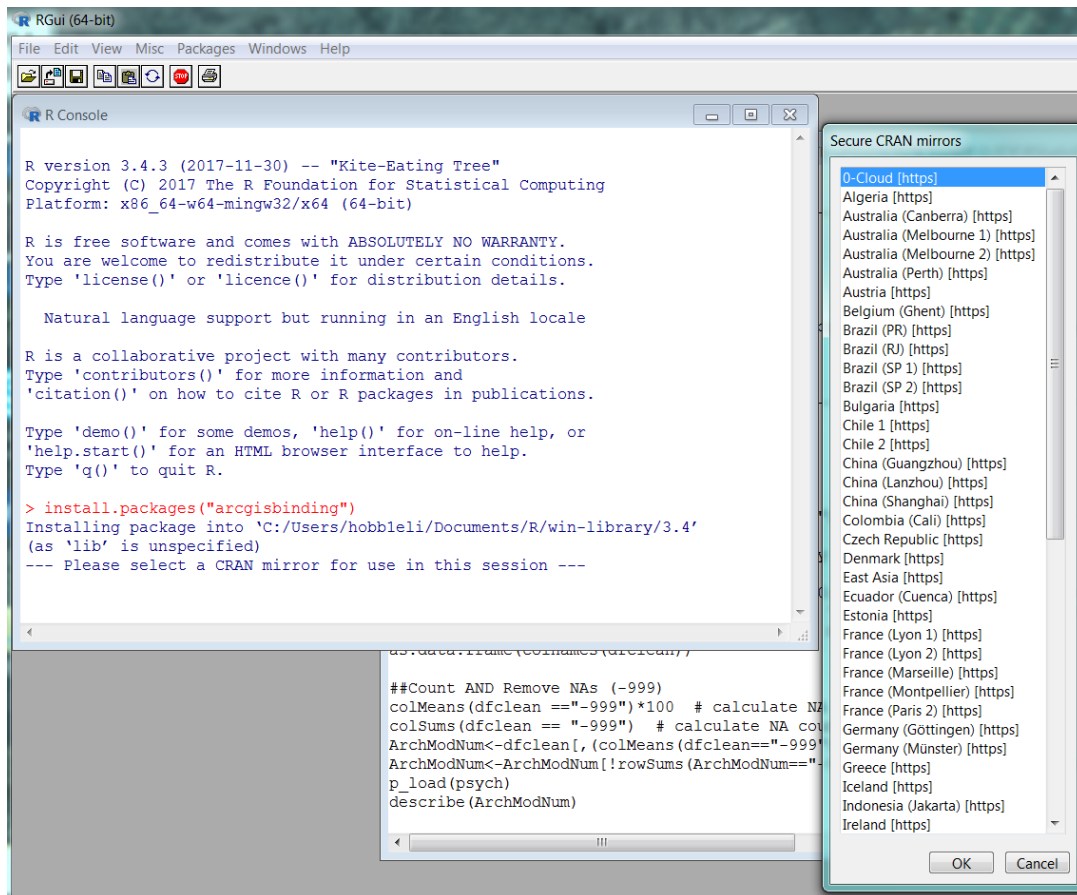 RGui (64-bit)
File Edit View Misc Packages Windows Help
STOP
R Console
R version 3.4.3 (2017-11-30) -- "Kite-Eating Tree"
Copyright (C) 2017 The R Foundation for Statistical Computing
Platform: x86_64-w64-mingw32/x64 (64-bit)
R is free software and comes with ABSOLUTELY NO WARRANTY.
You are welcome to redistribute it under certain conditions.
Type 'license()' or 'licence()' for distribution details.
Natural language support but running in an English locale
R is a collaborative project with many contributors.
Type 'contributors()' for more information and
'citation()' on how to cite R or R packages in publications.
Type 'demo()' for some demos, 'help()' for on-line help, or
'help.start()' for an HTML browser interface to help.
Type 'q()' to quit R.
> install.packages("arcgisbinding")
Installing package into ‘C:/Users/hobb1eli/Documents/R/win-library/3.4’
(as ‘lib’ is unspecified)
--- Please select a CRAN mirror for use in this session ---
as.data.frame(colnames(dfclean))
##Count AND Remove NAs (-999)
colMeans(dfclean =="-999")*100 # calculate NA
colSums(dfclean == "-999") # calculate NA cou
ArchModNum<-dfclean[,(colMeans(dfclean=="-999"
ArchModNum<-ArchModNum[!rowSums(ArchModNum=="-
p_load(psych)
describe(ArchModNum)
Secure CRAN mirrors
0-Cloud [https]
Algeria [https]
Australia (Canberra) [https]
Australia (Melbourne 1) [https]
Australia (Melbourne 2) [https]
Australia (Perth) [https]
Austria [https]
Belgium (Ghent) [https]
Brazil (PR) [https]
Brazil (RJ) [https]
Brazil (SP 1) [https]
Brazil (SP 2) [https]
Bulgaria [https]
Chile 1 [https]
Chile 2 [https]
China (Guangzhou) [https]
China (Lanzhou) [https]
China (Shanghai) [https]
Colombia (Cali) [https]
Czech Republic [https]
Denmark [https]
East Asia [https]
Ecuador (Cuenca) [https]
Estonia [https]
France (Lyon 1) [https]
France (Lyon 2) [https]
France (Marseille) [https]
France (Montpellier) [https]
France (Paris 2) [https]
Germany (Göttingen) [https]
Germany (Münster) [https]
Greece [https]
Iceland [https]
Indonesia (Jakarta) [https]
Ireland [https]
OK Cancel